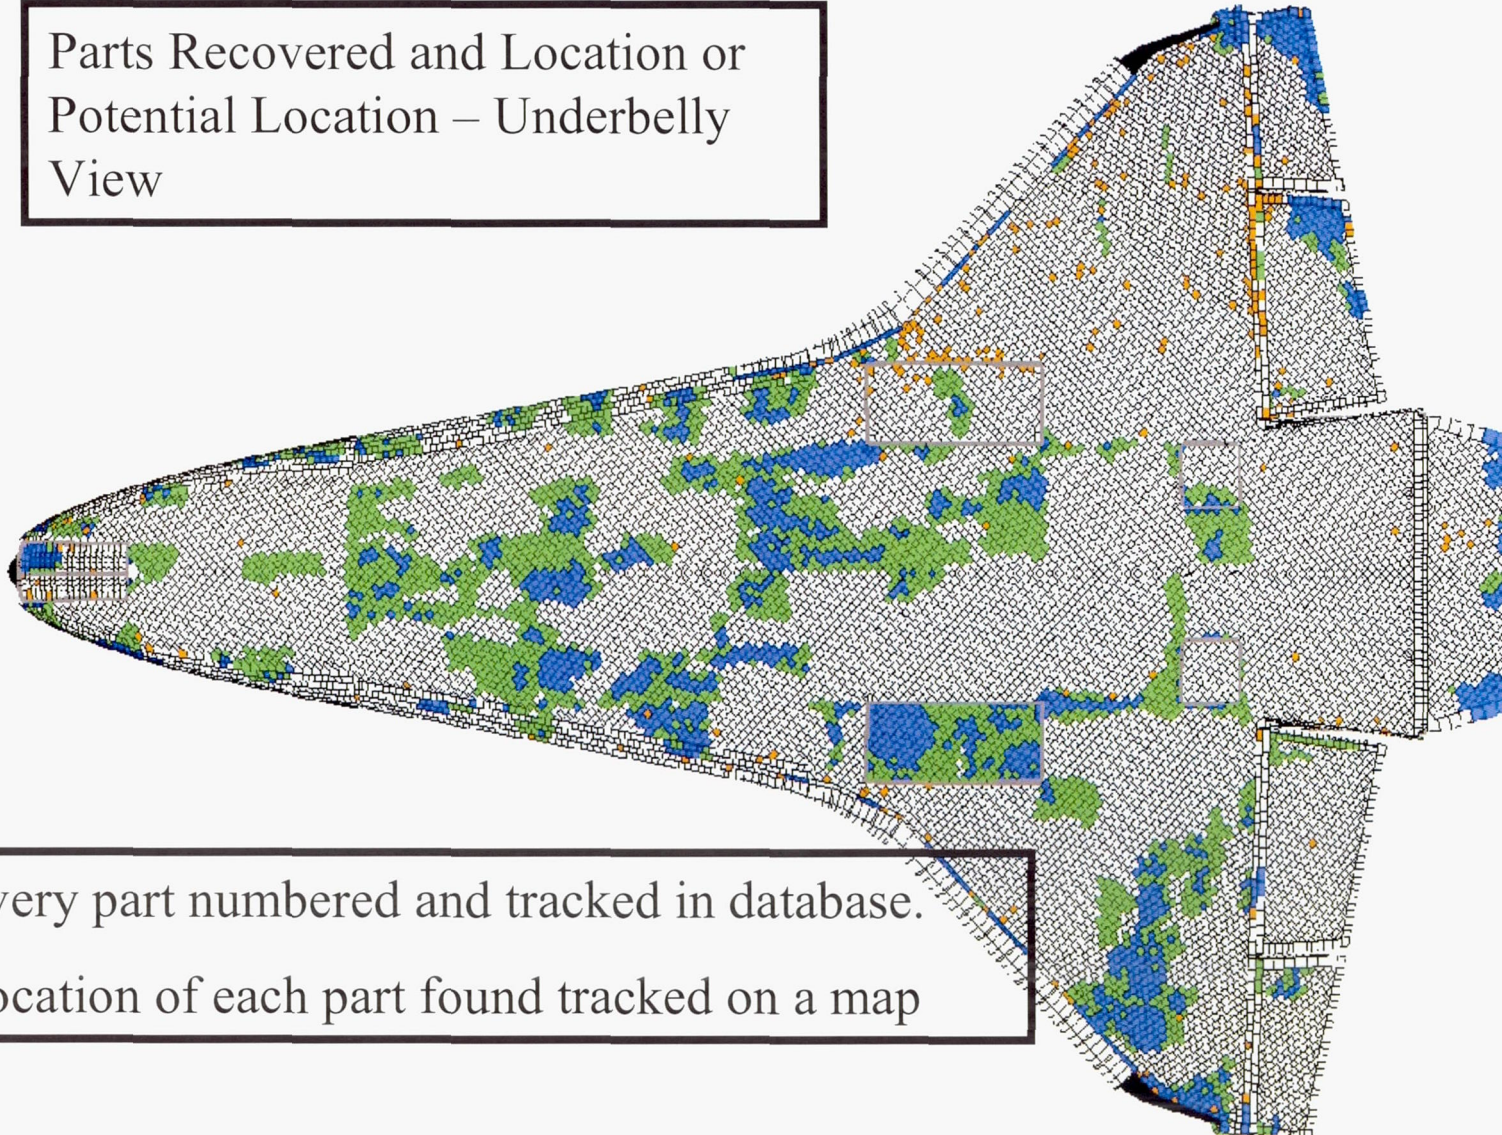 Parts Recovered and Location or
Potential Location – Underbelly
View
very part numbered and tracked in database.
ocation of each part found tracked on a map